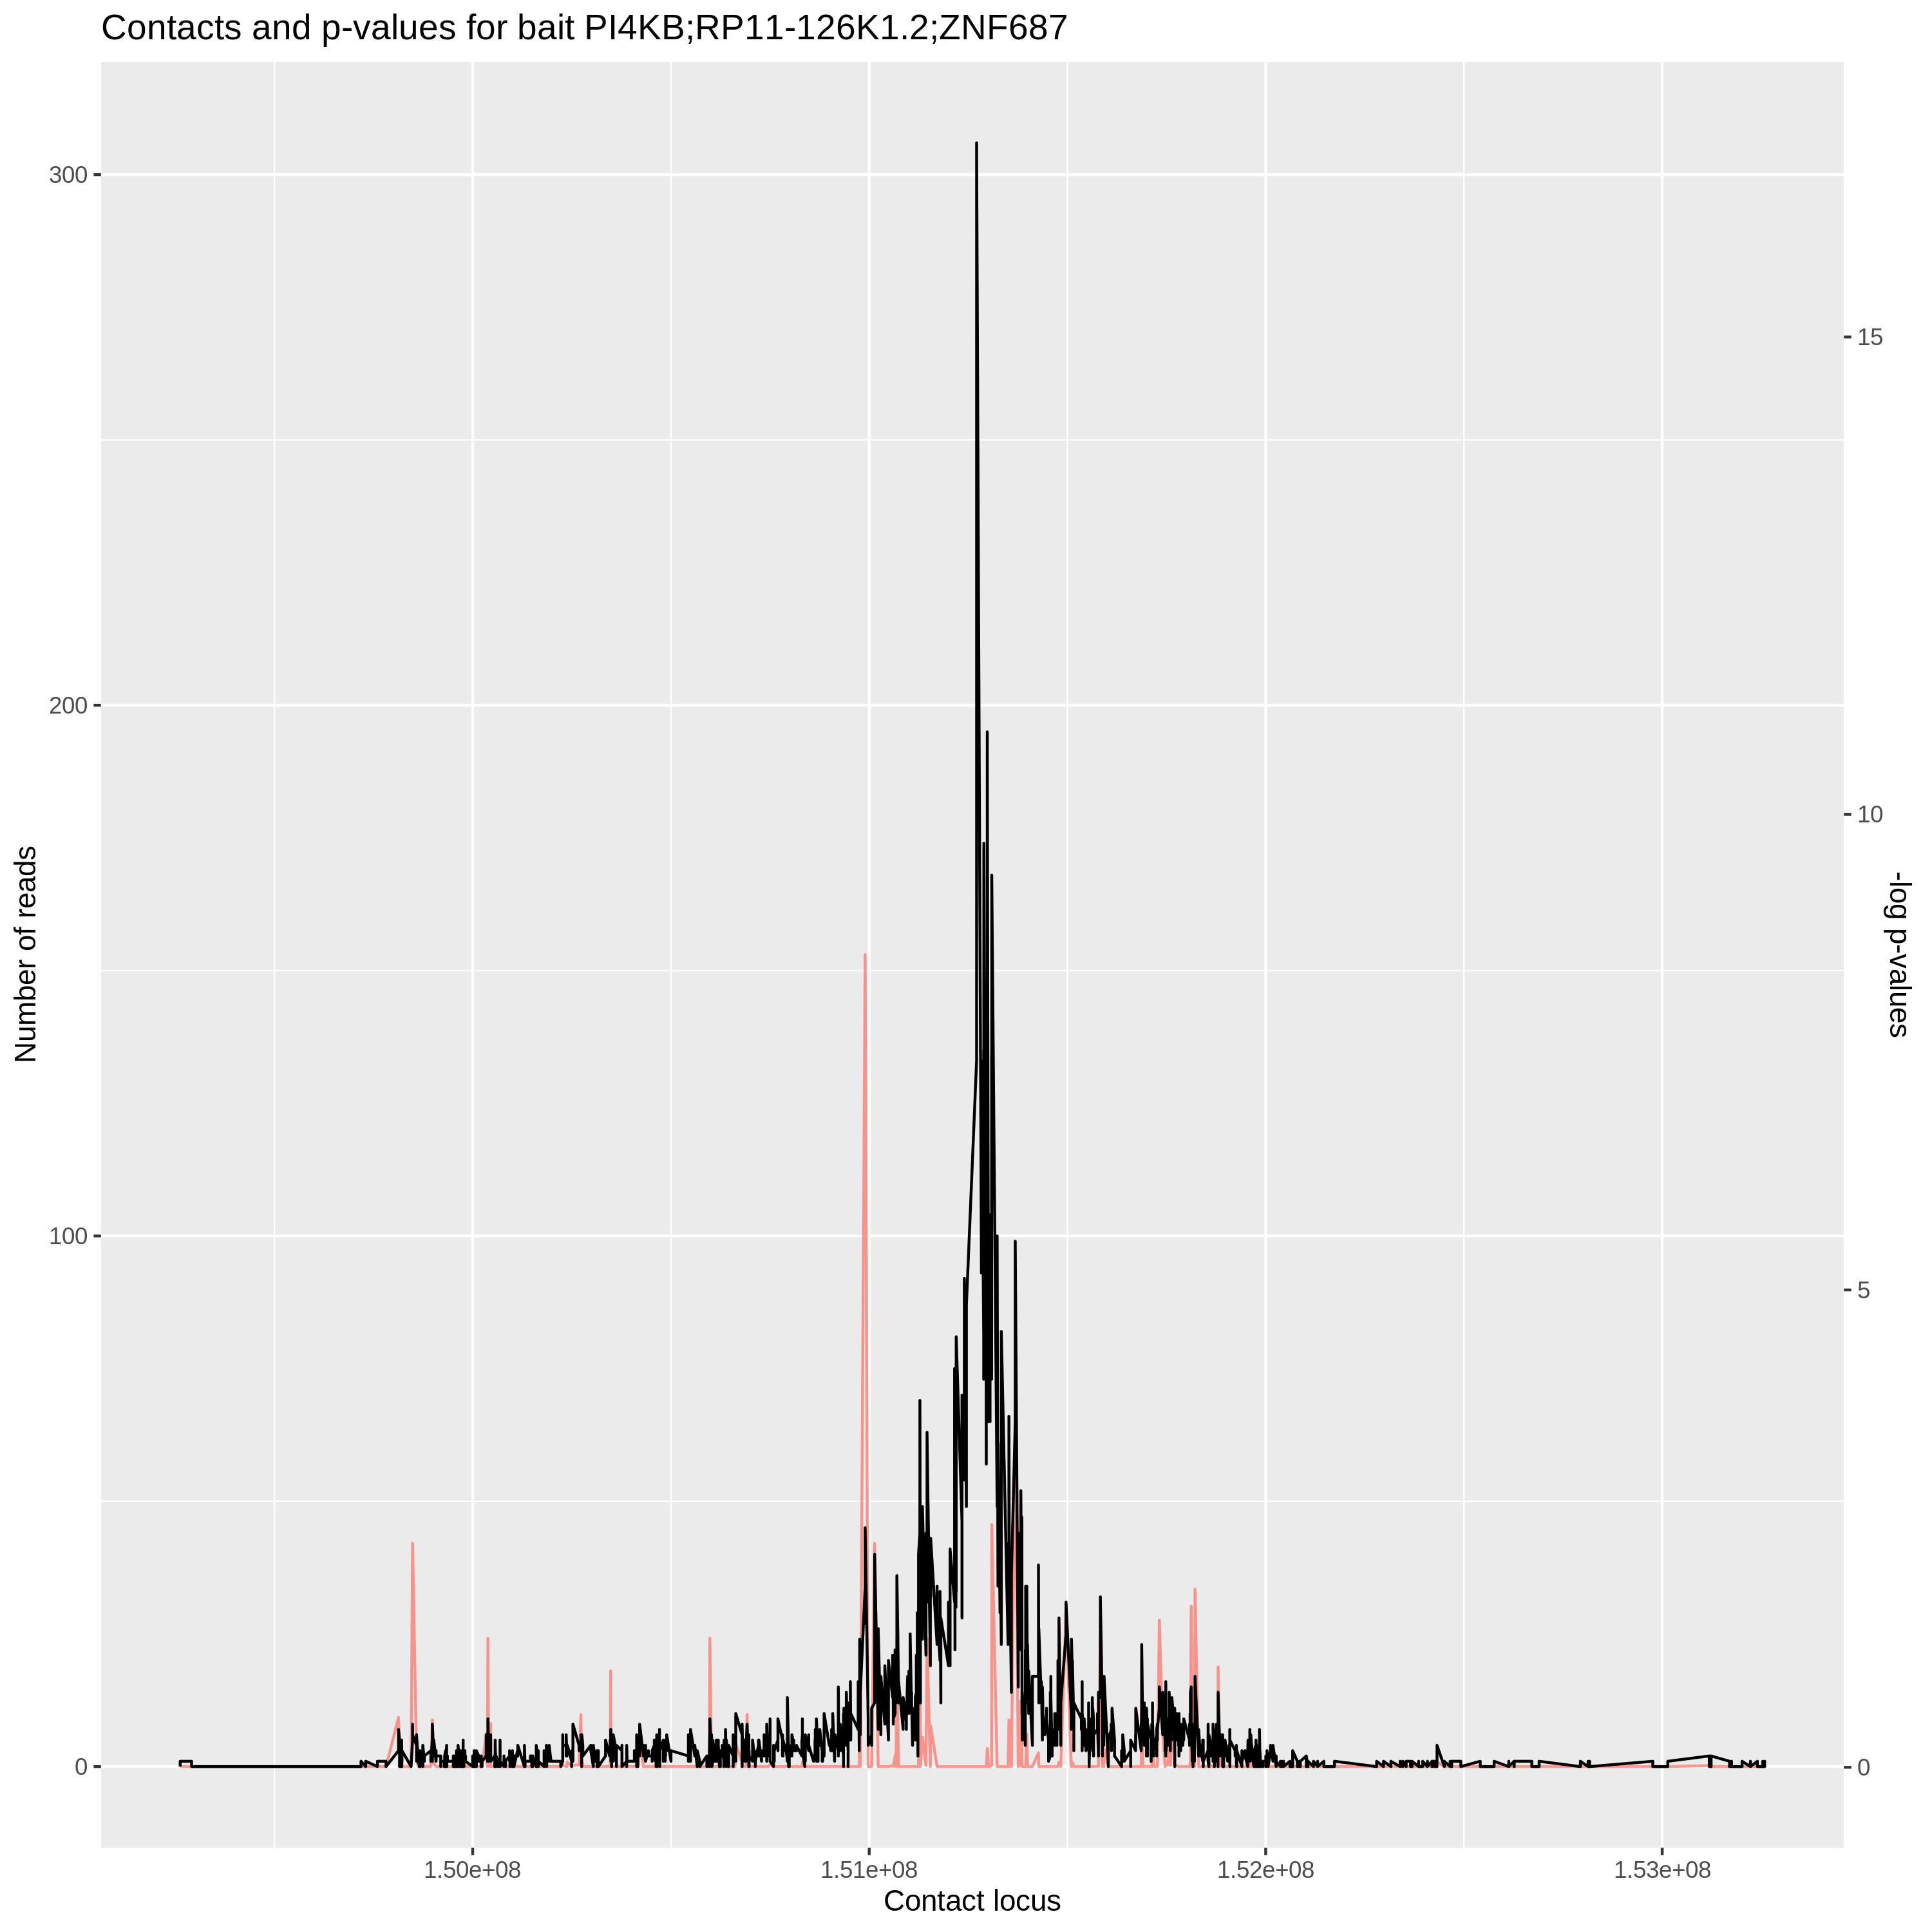 Contacts and p-values for bait PI4KB;RP11-126K1.2;ZNF687
300
200
100
0
Number of reads
15
10
5
0
-log p-values
1.50e+08
1.51e+08
1.52e+08
1.53e+08
Contact locus